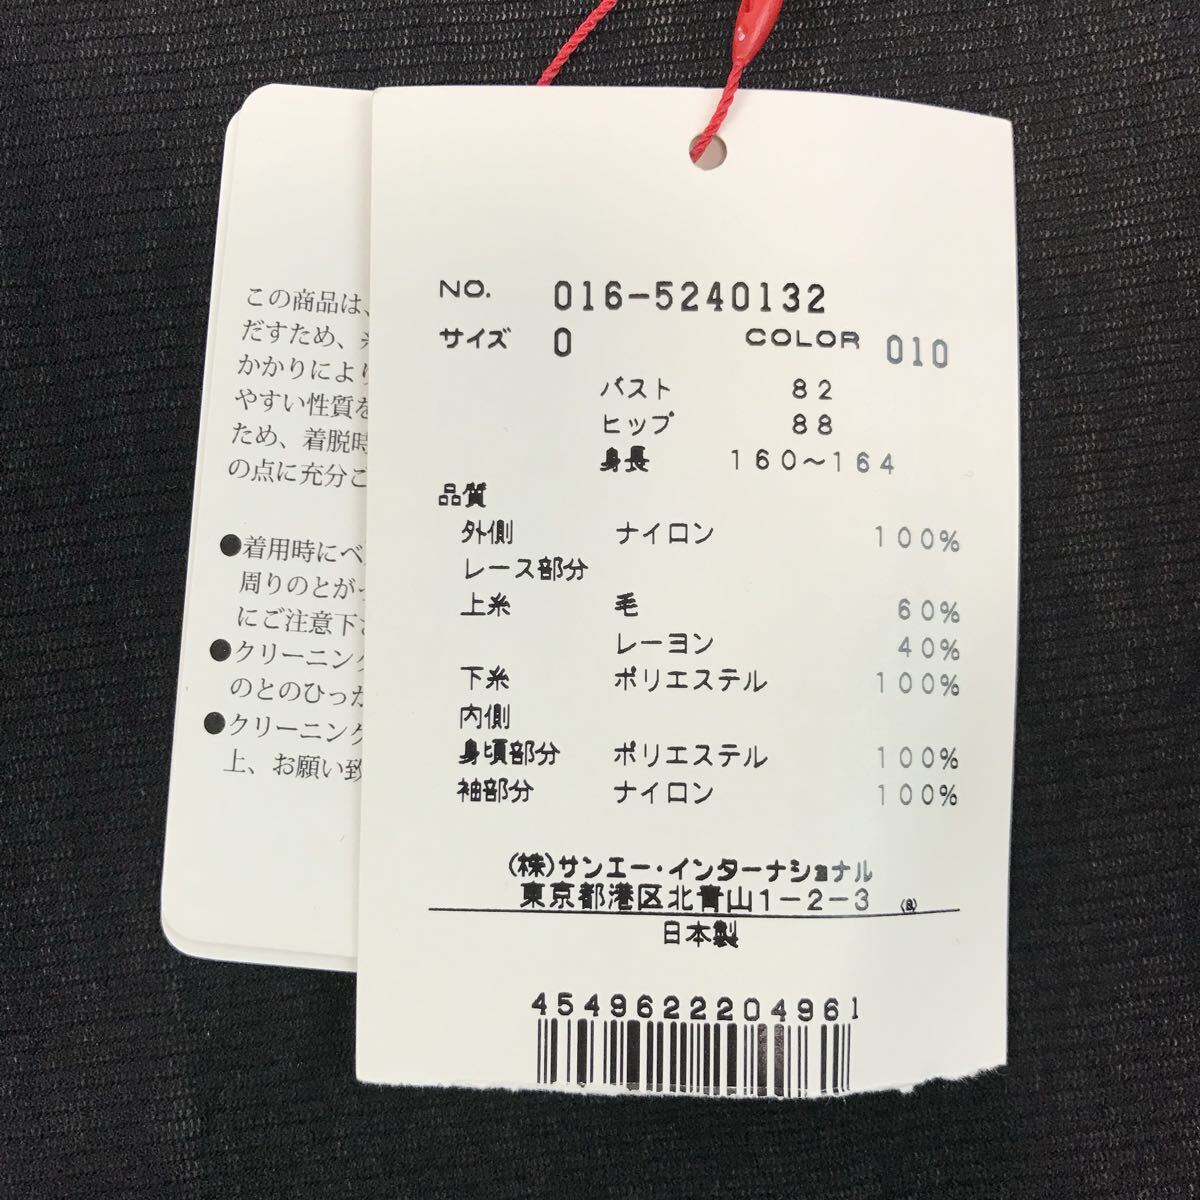 この商品は、
だすため、
かかりにより
やすい性質を
ため、着脱時
の点に充分ご
●着用時にベ
周りのとがっ
にご注意下さ
●クリーニング
のとのひっか
●クリーニング
上、お願い致
NO. 016-5240132
サイズ 0 COLOR 010
バスト 82
ヒップ 88
身長 160~164
品質
外側 ナイロン 100%
レース部分
上糸 毛 60%
レーヨン 40%
下糸 ポリエステル 100%
内側
身頃部分 ポリエステル 100%
袖部分 ナイロン 100%
(株)サンエー・インターナショナル
東京都港区北青山1-2-3
日本製
4549622204961